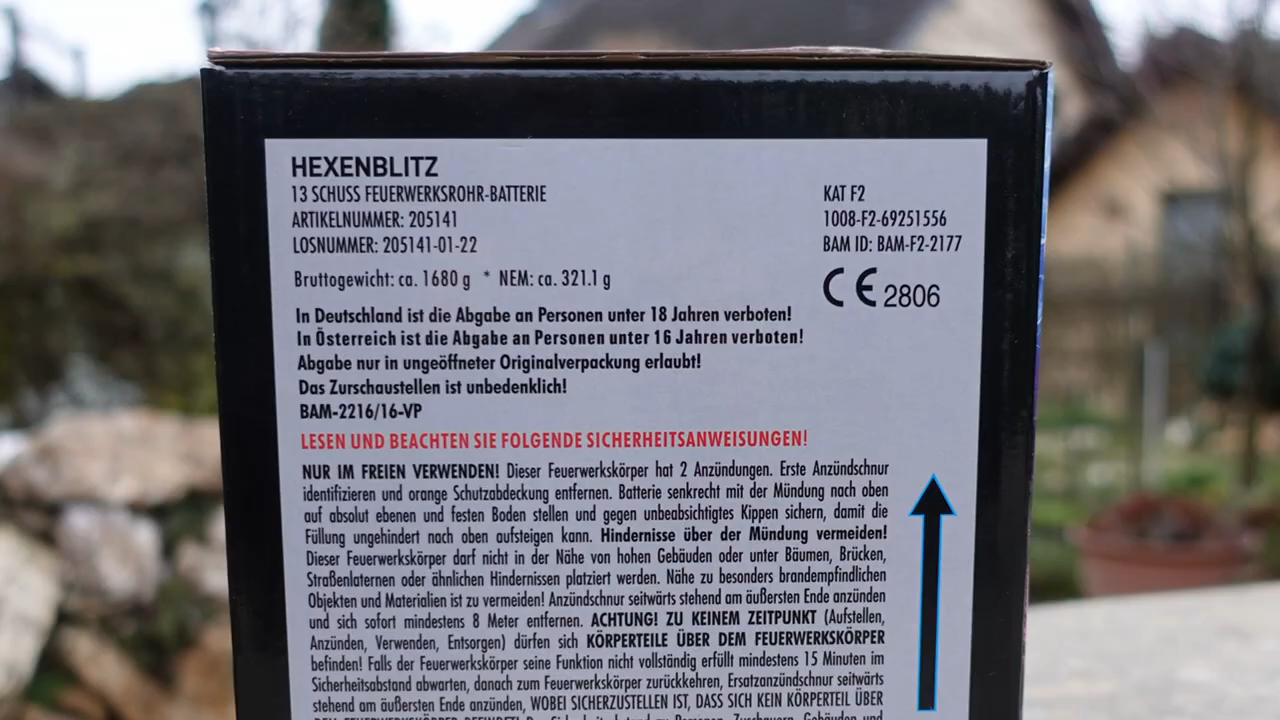 HEXENBLITZ
13 SCHUSS FEUERWERKSROHR-BATTERIE
ARTIKELNUMMER: 205141
LOSNUMMER: 205141-01-22
KAT F2
1008-F2-69251556
BAM ID: BAM-F2-2177
CE 2806
Bruttogewicht: ca. 1680 g * NEM: ca. 321.1 g
In Deutschland ist die Abgabe an Personen unter 18 Jahren verboten!
In Österreich ist die Abgabe an Personen unter 16 Jahren verboten!
Abgabe nur in ungeöffneter Originalverpackung erlaubt!
Das Zurschaustellen ist unbedenklich!
BAM-2216/16-VP
LESEN UND BEACHTEN SIE FOLGENDE SICHERHEITSANWEISUNGEN!
NUR IM FREIEN VERWENDEN! Dieser Feuerwerkskörper hat 2 Anzündungen. Erste Anzündschnur
identifizieren und orange Schutzabdeckung entfernen. Batterie senkrecht mit der Mündung nach oben
auf absolut ebenen und festen Boden stellen und gegen unbeabsichtigtes Kippen sichern, damit die
Füllung ungehindert nach oben aufsteigen kann. Hindernisse über der Mündung vermeiden!
Dieser Feuerwerkskörper darf nicht in der Nähe von hohen Gebäuden oder unter Bäumen, Brücken,
Straßenlaternen oder ähnlichen Hindernissen platziert werden. Nähe zu besonders brandempfindlichen
Objekten und Materialien ist zu vermeiden! Anzündschnur seitwärts stehend am äußersten Ende anzünden
und sich sofort mindestens 8 Meter entfernen. ACHTUNG! ZU KEINEM ZEITPUNKT (Aufstellen,
Anzünden, Verwenden, Entsorgen) dürfen sich KÖRPERTEILE ÜBER DEM FEUERWERKSKÖRPER
befinden! Falls der Feuerwerkskörper seine Funktion nicht vollständig erfüllt mindestens 15 Minuten im
Sicherheitsabstand abwarten, danach zum Feuerwerkskörper zurückkehren, Ersatzanzündschnur seitwärts
stehend am äußersten Ende anzünden, WOBEI SICHERZUSTELLEN IST, DASS SICH KEIN KÖRPERTEIL ÜBER